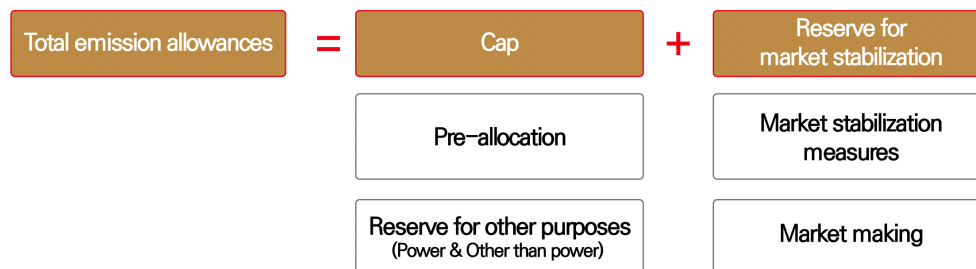 Total emission allowances = Cap + Reserve for
market stabilization
Pre-allocation
Market stabilization
measures
Reserve for other purposes
(Power & Other than power)
Market making